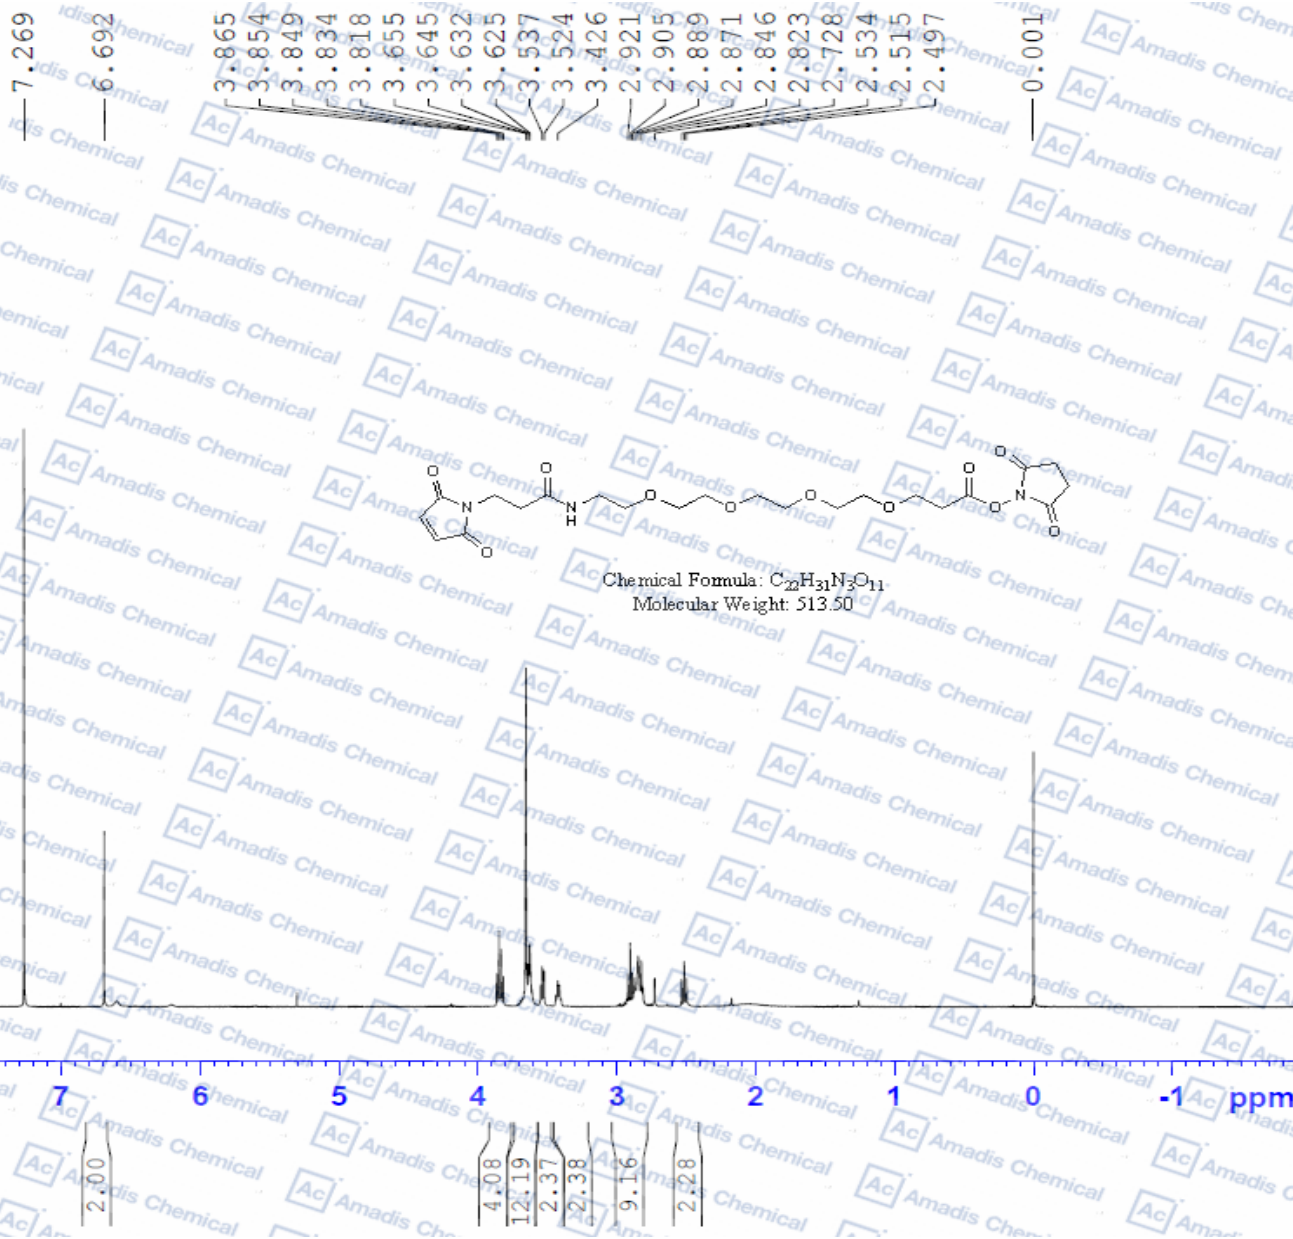 7.269
6.692
3.865
3.854
3.849
3.834
3.818
3.655
3.645
3.632
3.625
3.537
3.524
3.426
2.921
2.905
2.889
2.871
2.846
2.823
2.728
2.534
2.515
2.497
0.001
Ac Amadis Chemical
O
O
O
O
O
O
N
N
H
O
O
O
N
O
O
Chemical Formula: C22H31N3O11
Molecular Weight: 513.50
7 6 5 4 3 2 1 0 -1 ppm
2.00
4.08
12.19
2.37
2.38
9.16
2.28